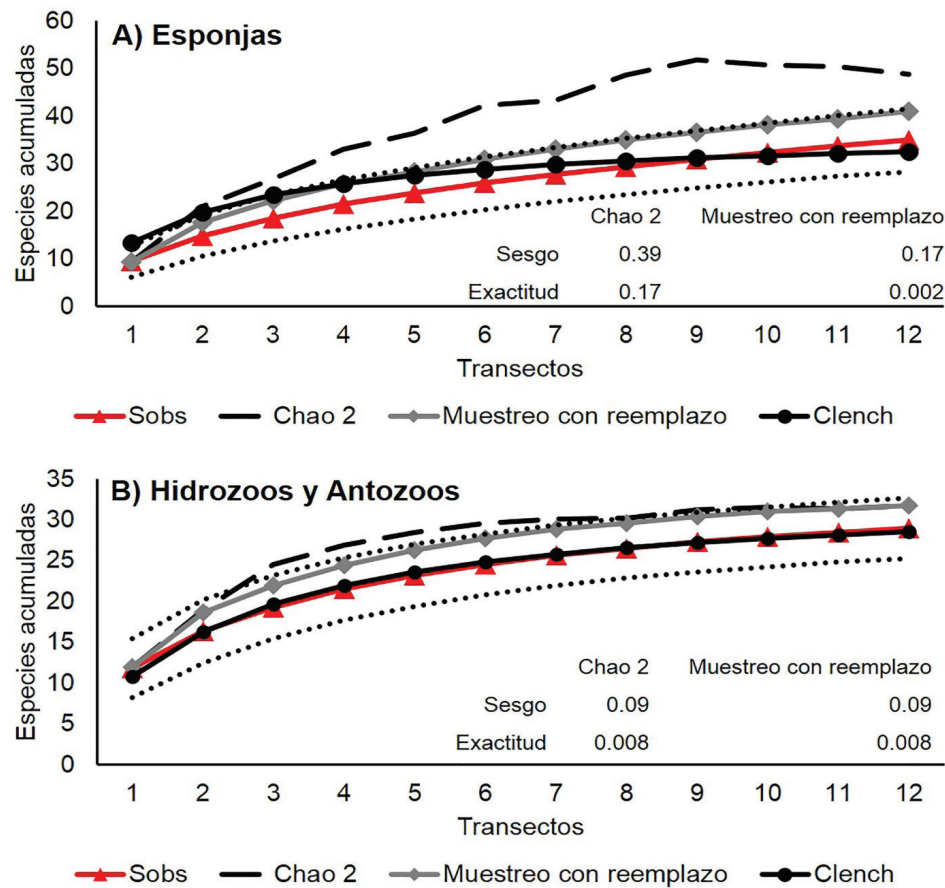 A) Esponjas
Especies acumuladas
60
50
40
30
20
10
0
Chao 2 Muestreo con reemplazo
Sesgo 0.39 0.17
Exactitud 0.17 0.002
1 2 3 4 5 6 7 8 9 10 11 12
Transectos
Sobs Chao 2 Muestreo con reemplazo Clench
B) Hidrozoos y Antozoos
Especies acumuladas
35
30
25
20
15
10
5
0
Chao 2 Muestreo con reemplazo
Sesgo 0.09 0.09
Exactitud 0.008 0.008
1 2 3 4 5 6 7 8 9 10 11 12
Transectos
Sobs Chao 2 Muestreo con reemplazo Clench